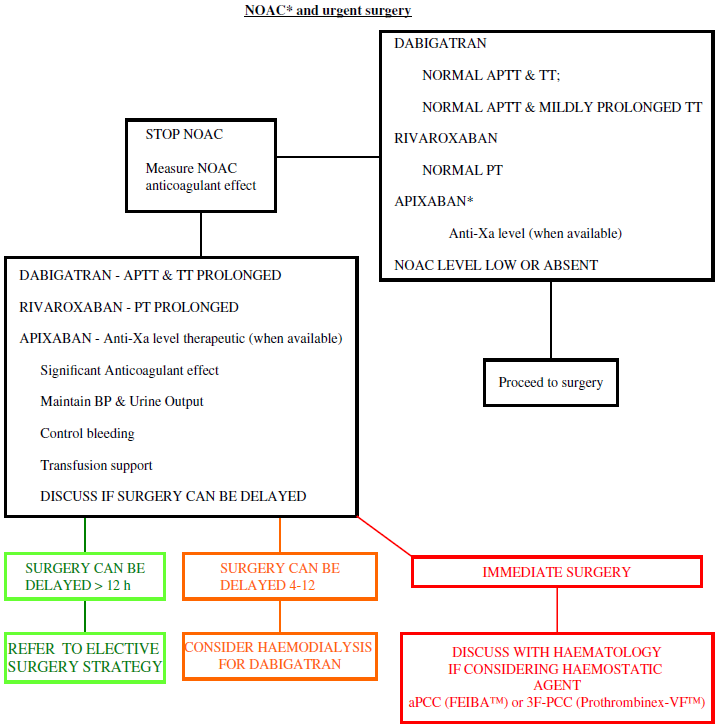 NOAC* and urgent surgery
STOP NOAC
Measure NOAC
anticoagulant effect
DABIGATRAN
NORMAL APTT & TT;
NORMAL APTT & MILDLY PROLONGED TT
RIVAROXABAN
NORMAL PT
APIXABAN*
Anti-Xa level (when available)
NOAC LEVEL LOW OR ABSENT
Proceed to surgery
DABIGATRAN - APTT & TT PROLONGED
RIVAROXABAN - PT PROLONGED
APIXABAN - Anti-Xa level therapeutic (when available)
Significant Anticoagulant effect
Maintain BP & Urine Output
Control bleeding
Transfusion support
DISCUSS IF SURGERY CAN BE DELAYED
SURGERY CAN BE
DELAYED > 12 h
REFER TO ELECTIVE
SURGERY STRATEGY
SURGERY CAN BE
DELAYED 4-12
CONSIDER HAEMODIALYSIS
FOR DABIGATRAN
IMMEDIATE SURGERY
DISCUSS WITH HAEMATOLOGY
IF CONSIDERING HAEMOSTATIC
AGENT
aPCC (FEIBA™) or 3F-PCC (Prothrombinex-VF™)